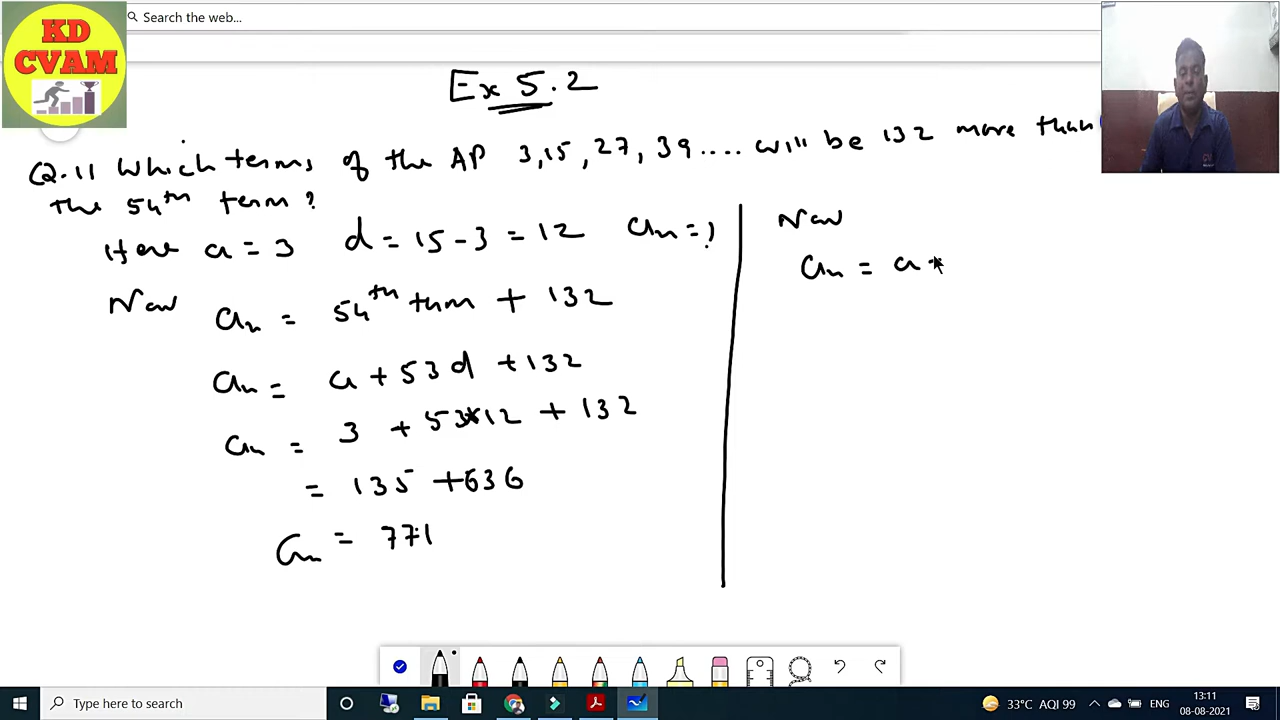 Search the web...
KD
CVAM
Ex 5.2
Q.11 Which terms of the AP 3,15,27,39.... will be 132 more than
the 54th term?
Here a = 3 d = 15 - 3 = 12 an = ?
Now an = 54th term + 132
an = a + 53d + 132
an = 3 + 53*12 + 132
= 135 + 636
an = 771
Now
an = a
Type here to search
33°C AQI 99
ENG
13:11
08-08-2021